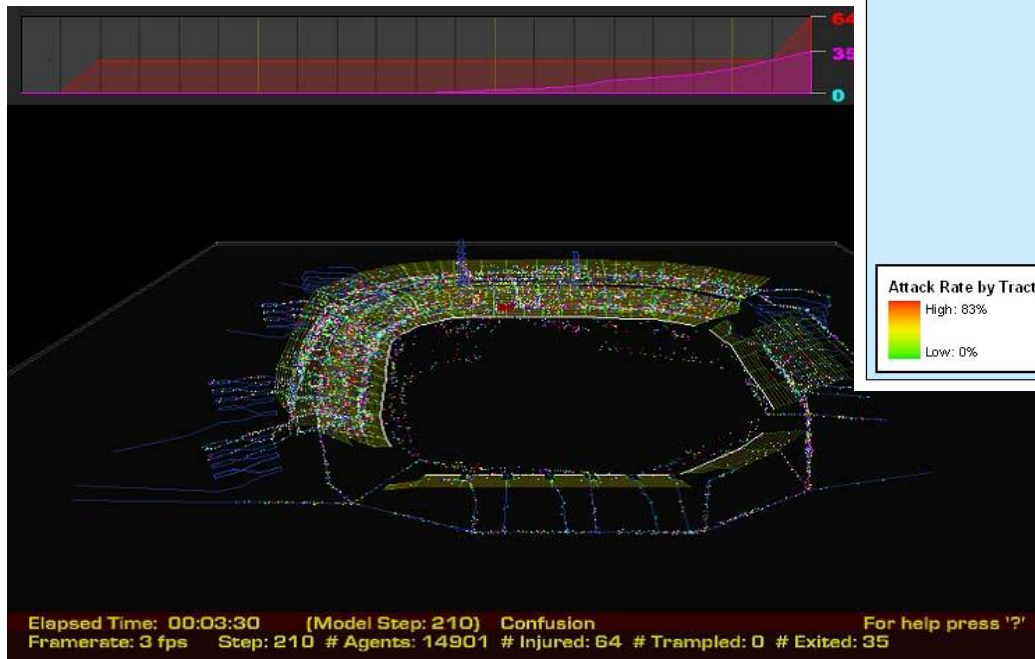 64
35
0
Attack Rate by Tract
High: 83%
Low: 0%
Elapsed Time: 00:03:30 (Model Step: 210) Confusion For help press '?'
Framerate: 3 fps Step: 210 # Agents: 14901 # Injured: 64 # Trampled: 0 # Exited: 35